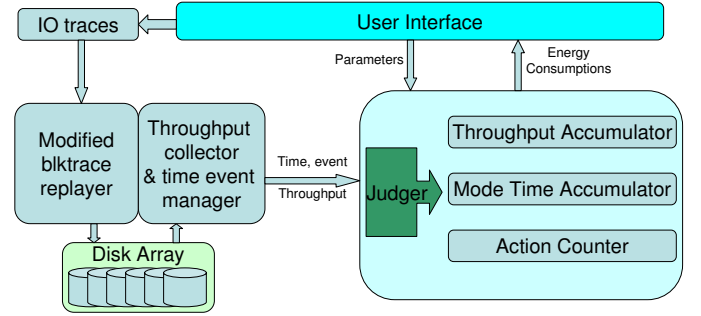 IO traces
User Interface
Parameters
Energy
Consumptions
Modified
blktrace
replayer
Throughput
collector
& time event
manager
Time, event
Throughput
Judger
Throughput Accumulator
Mode Time Accumulator
Action Counter
Disk Array